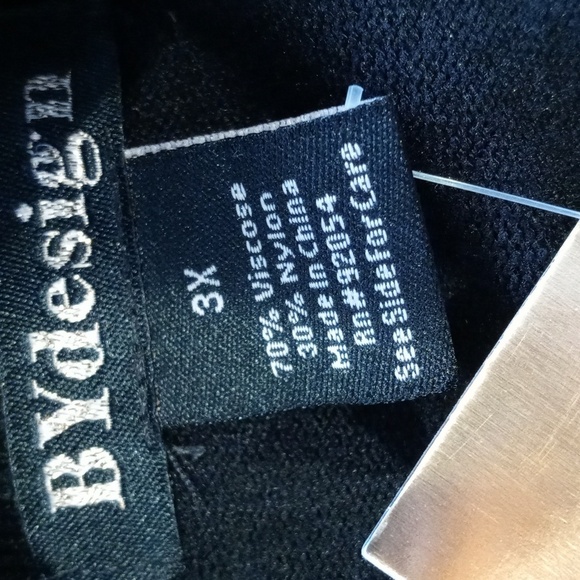 BYdesign
3X
70% Viscose
30% Nylon
Made In China
Rn#92054
See Side For Care